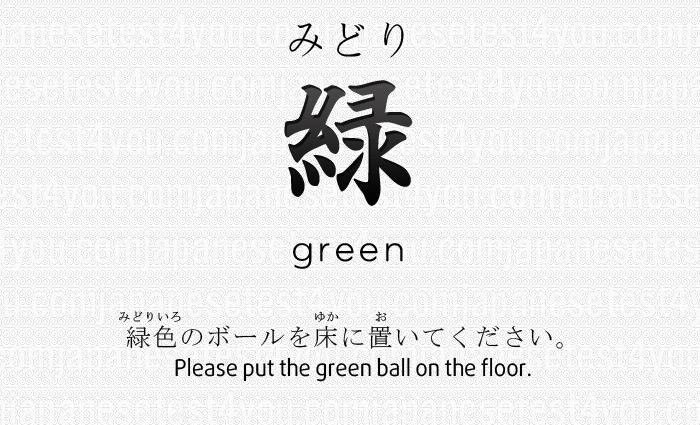 みどり
緑
green
みどりいろ ゆか お
緑色のボールを床に置いてください。
Please put the green ball on the floor.